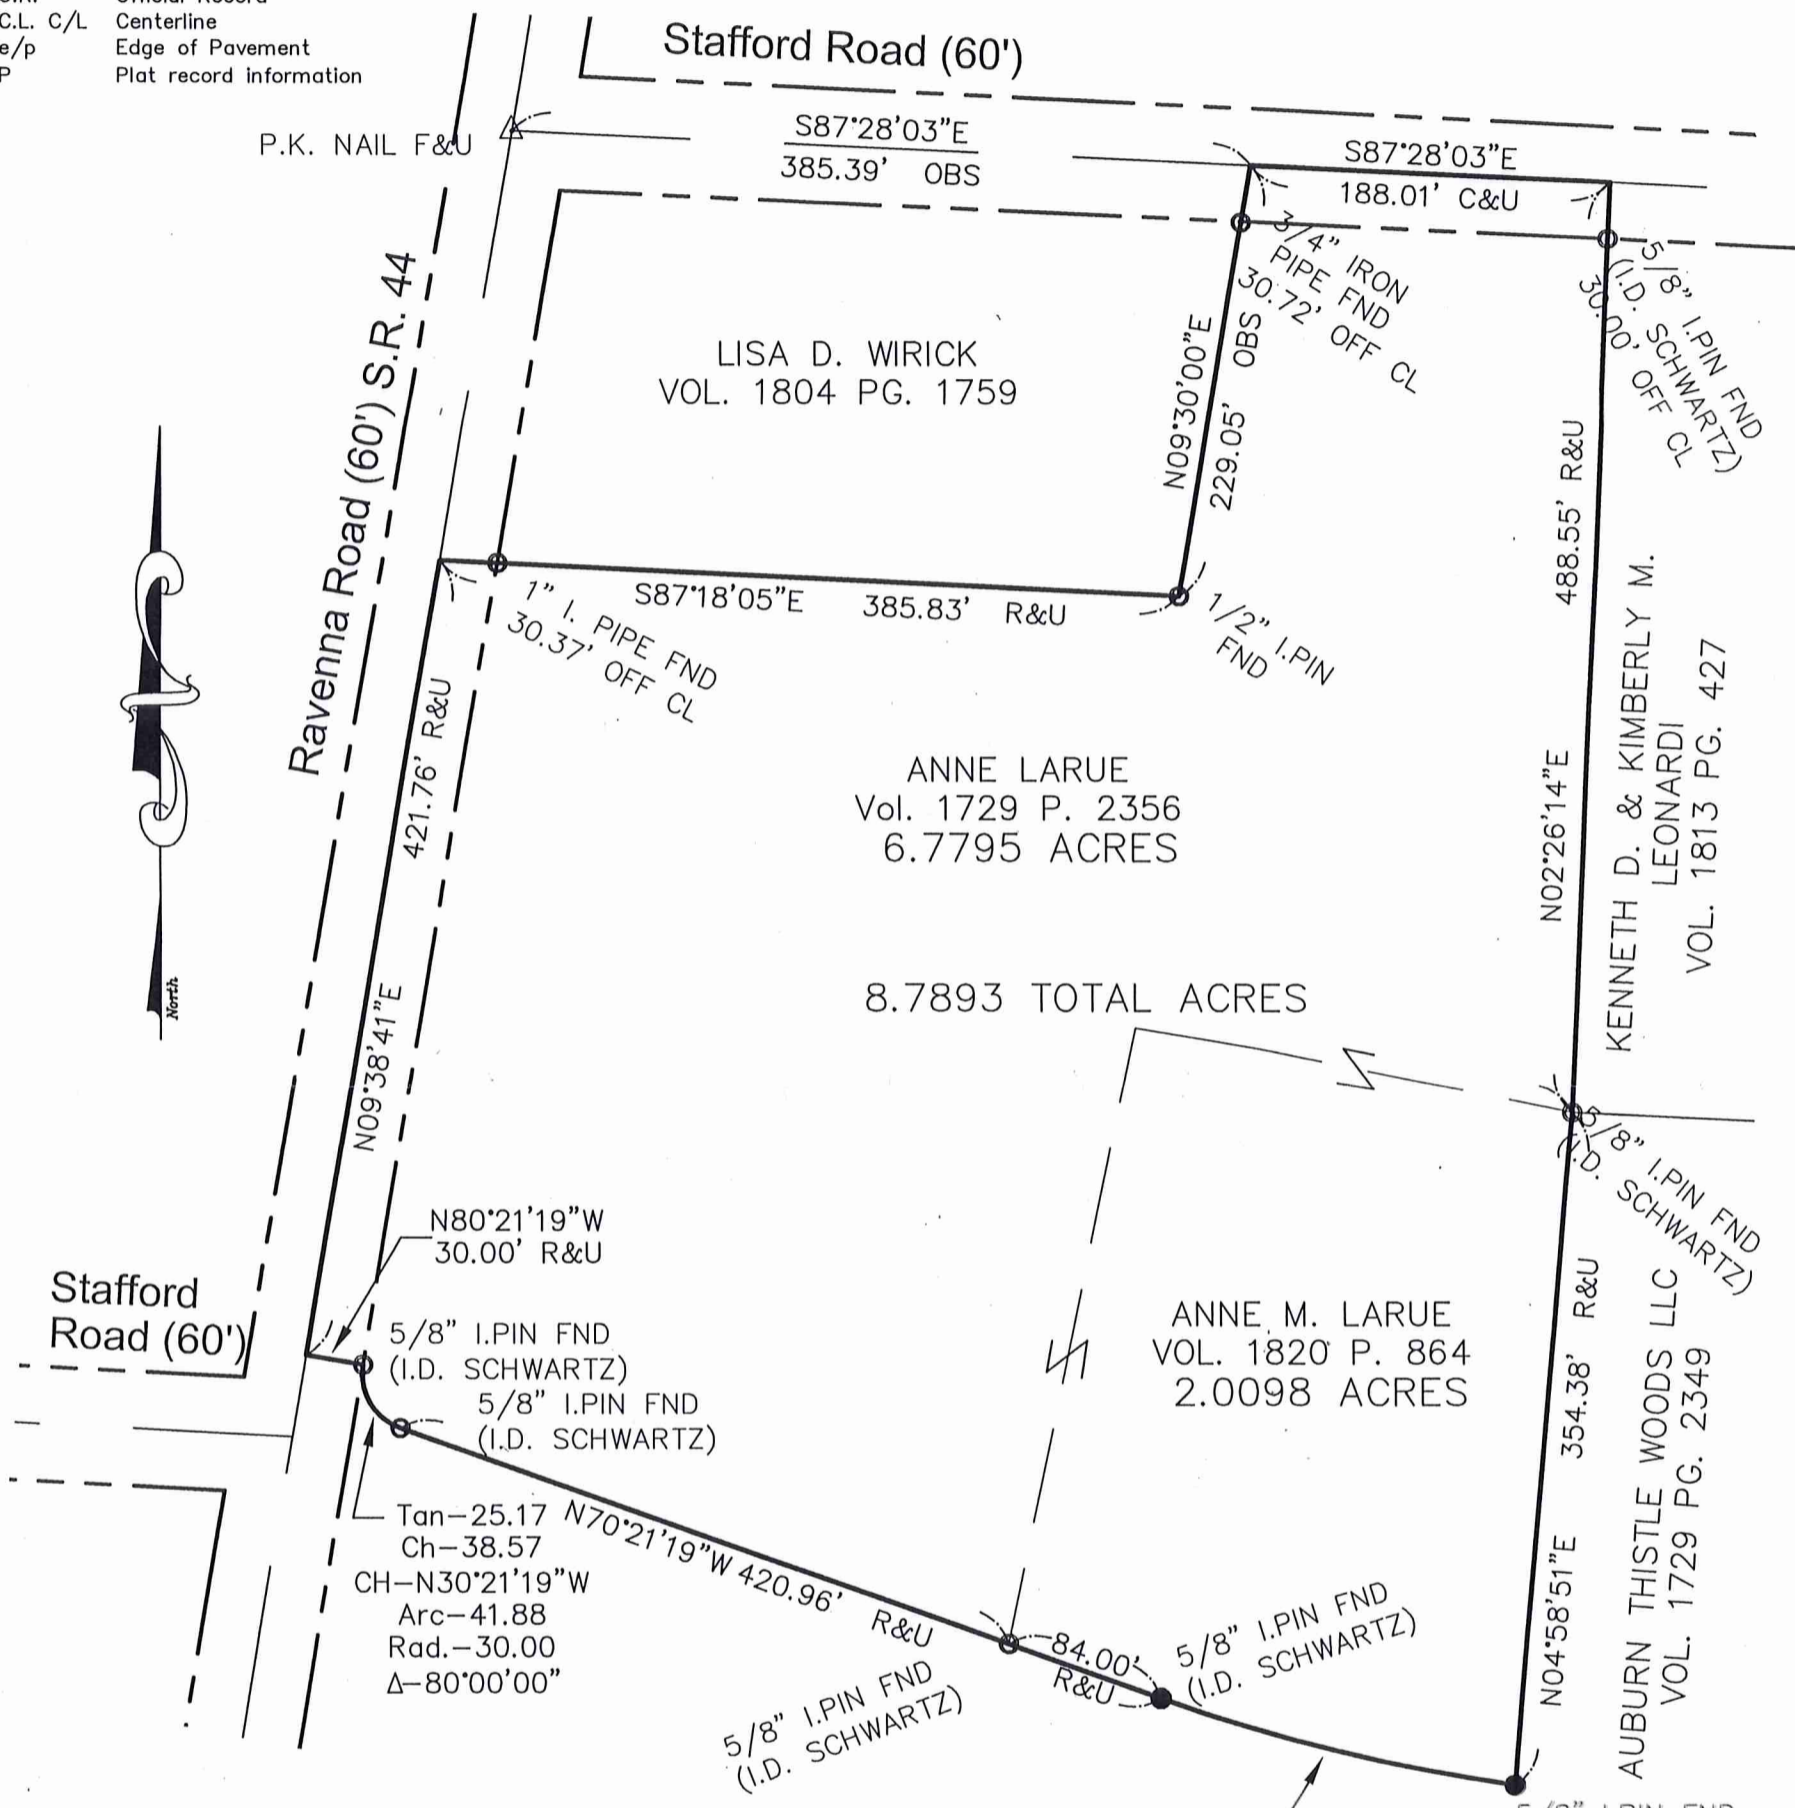 C.L. C/L Centerline
e/p Edge of Pavement
P Plat record information
Stafford Road (60')
P.K. NAIL F&U
S87°28'03"E
385.39' OBS
S87°28'03"E
188.01' C&U
3/4" IRON
PIPE FND
30.72' OFF CL
5/8" I.PIN FND
(I.D. SCHWARTZ)
30.00' OFF CL
Ravenna Road (60') S.R. 44
LISA D. WIRICK
VOL. 1804 PG. 1759
N09°30'00"E
229.05' OBS
488.55' R&U
N02°26'14"E
S87°18'05"E 385.83' R&U
1" I. PIPE FND
30.37' OFF CL
1/2" I.PIN
FND
KENNETH D. & KIMBERLY M.
LEONARDI
VOL. 1813 PG. 427
421.76' R&U
N09°38'41"E
ANNE LARUE
Vol. 1729 P. 2356
6.7795 ACRES
North
8.7893 TOTAL ACRES
5/8" I.PIN FND
(I.D. SCHWARTZ)
N80°21'19"W
30.00' R&U
Stafford
Road (60')
5/8" I.PIN FND
(I.D. SCHWARTZ)
5/8" I.PIN FND
(I.D. SCHWARTZ)
ANNE M. LARUE
VOL. 1820 P. 864
2.0098 ACRES
354.38' R&U
N04°58'51"E
AUBURN THISTLE WOODS LLC
VOL. 1729 PG. 2349
Tan-25.17
Ch-38.57
CH-N30°21'19"W
Arc-41.88
Rad.-30.00
Δ-80°00'00"
N70°21'19"W 420.96' R&U
84.00'
R&U
5/8" I.PIN FND
(I.D. SCHWARTZ)
5/8" I.PIN FND
(I.D. SCHWARTZ)